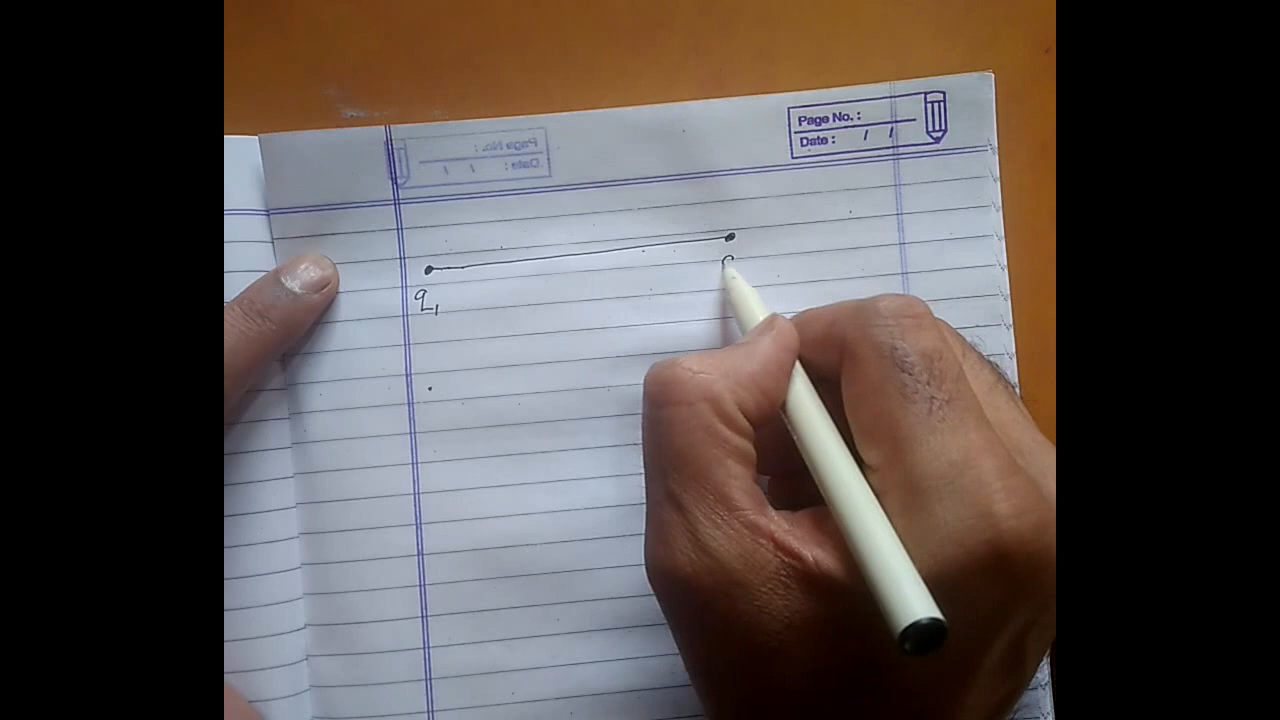 Page No. :
Date : / /
q1